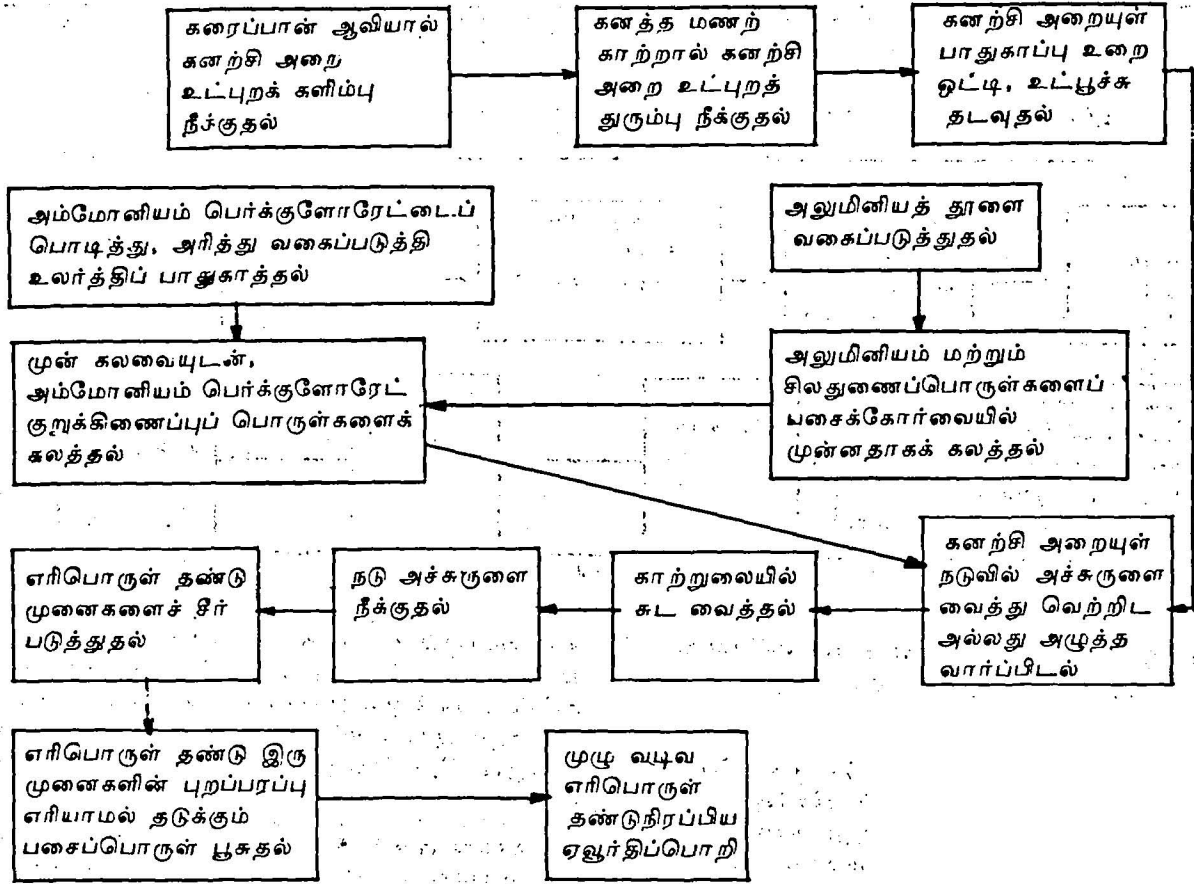 கரைப்பான் ஆவியால்
கனற்சி அறை
உட்புறக் களிம்பு
நீக்குதல்
கனத்த மணற்
காற்றால் கனற்சி
அறை உட்புறத்
துரும்பு நீக்குதல்
கனற்சி அறையுள்
பாதுகாப்பு உறை
ஒட்டி, உட்பூச்சு
தடவுதல்
அம்மோனியம் பெர்க்குளோரேட்டைப்
பொடித்து, அரித்து வகைப்படுத்தி
உலர்த்திப் பாதுகாத்தல்
அலுமினியத் தூளை
வகைப்படுத்துதல்
முன் கலவையுடன்,
அம்மோனியம் பெர்க்குளோரேட்
குறுக்கிணைப்புப் பொருள்களைக்
கலத்தல்
அலுமினியம் மற்றும்
சிலதுணைப்பொருள்களைப்
பசைக்கோர்வையில்
முன்னதாகக் கலத்தல்
எரிபொருள் தண்டு
முனைகளைச் சீர்
படுத்துதல்
நடு அச்சுருளை
நீக்குதல்
காற்றுலையில்
சுட வைத்தல்
கனற்சி அறையுள்
நடுவில் அச்சுருளை
வைத்து வெற்றிட
அல்லது அழுத்த
வார்ப்பிடல்
எரிபொருள் தண்டு இரு
முனைகளின் புறப்பரப்பு
எரியாமல் தடுக்கும்
பசைப்பொருள் பூசுதல்
முழு வடிவ
எரிபொருள்
தண்டுநிரப்பிய
ஏவூர்திப்பொறி